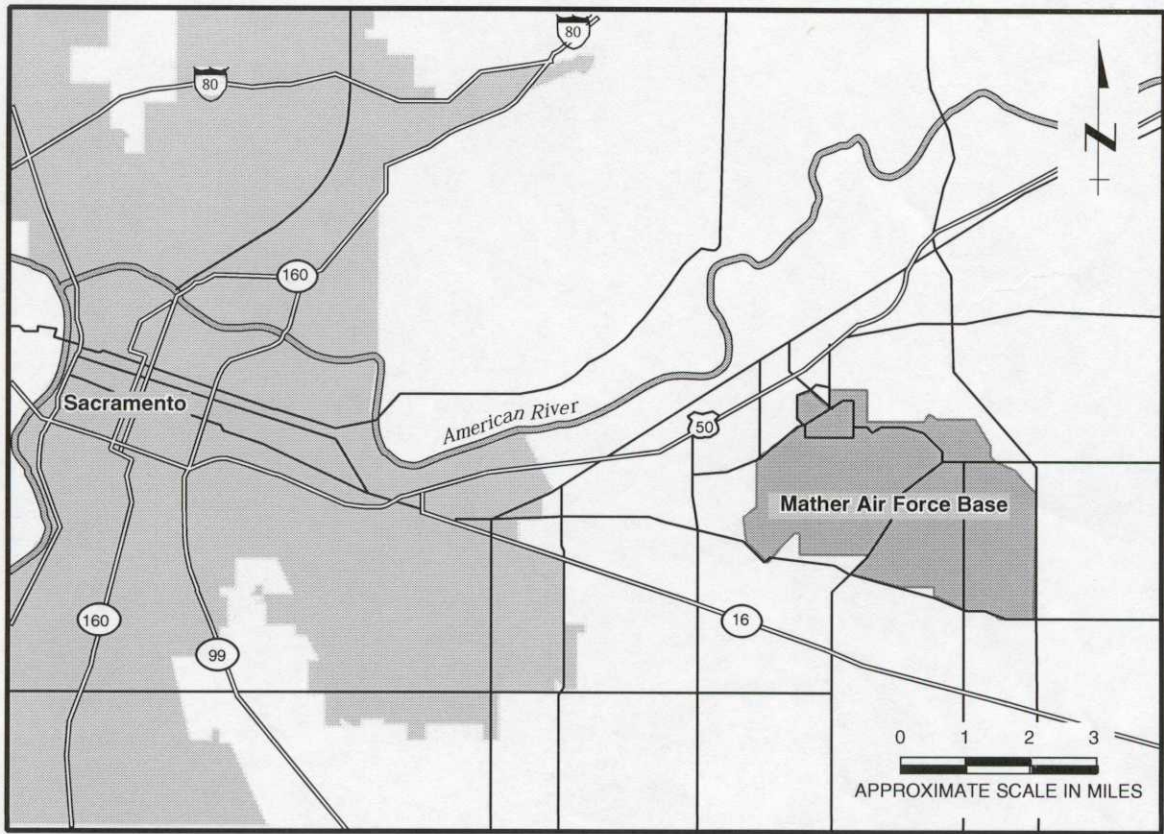 80
80
N
160
Sacramento
American River
50
Mather Air Force Base
160
16
99
0 1 2 3
APPROXIMATE SCALE IN MILES